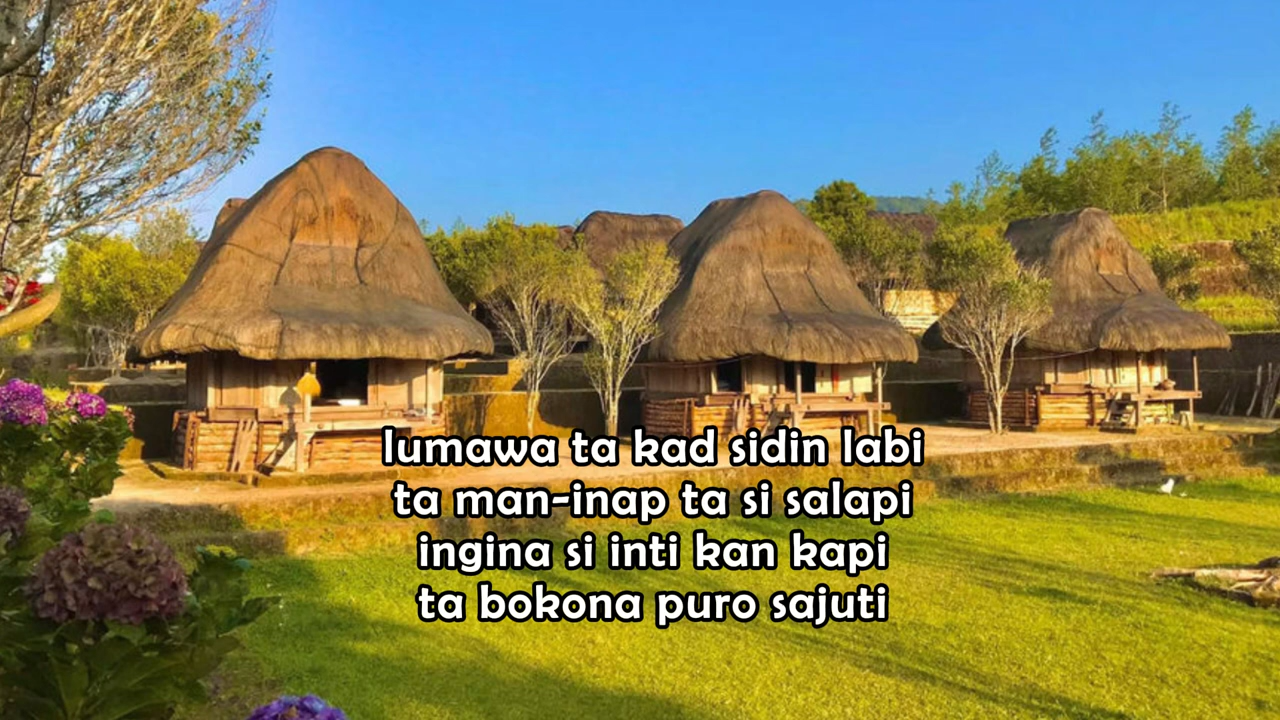 lumawa ta kad sidin labi
ta man-inap ta si salapi
ingina si inti kan kapi
ta bokona puro sajuti